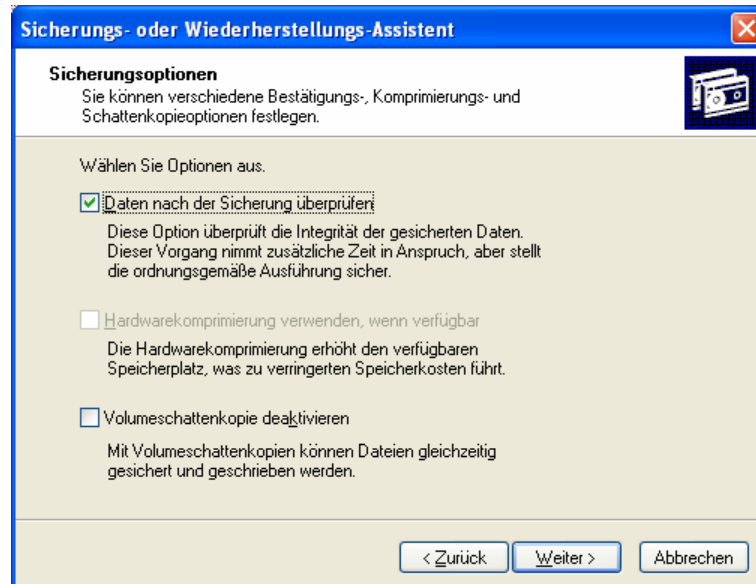 Sicherungs- oder Wiederherstellungs-Assistent
Sicherungsoptionen
Sie können verschiedene Bestätigungs-, Komprimierungs- und
Schattenkopieoptionen festlegen.
Wählen Sie Optionen aus.
Daten nach der Sicherung überprüfen
Diese Option überprüft die Integrität der gesicherten Daten.
Dieser Vorgang nimmt zusätzliche Zeit in Anspruch, aber stellt
die ordnungsgemäße Ausführung sicher.
Hardwarekomprimierung verwenden, wenn verfügbar
Die Hardwarekomprimierung erhöht den verfügbaren
Speicherplatz, was zu verringerten Speicherkosten führt.
Volumeschattenkopie deaktivieren
Mit Volumeschattenkopien können Dateien gleichzeitig
gesichert und geschrieben werden.
< Zurück Weiter > Abbrechen